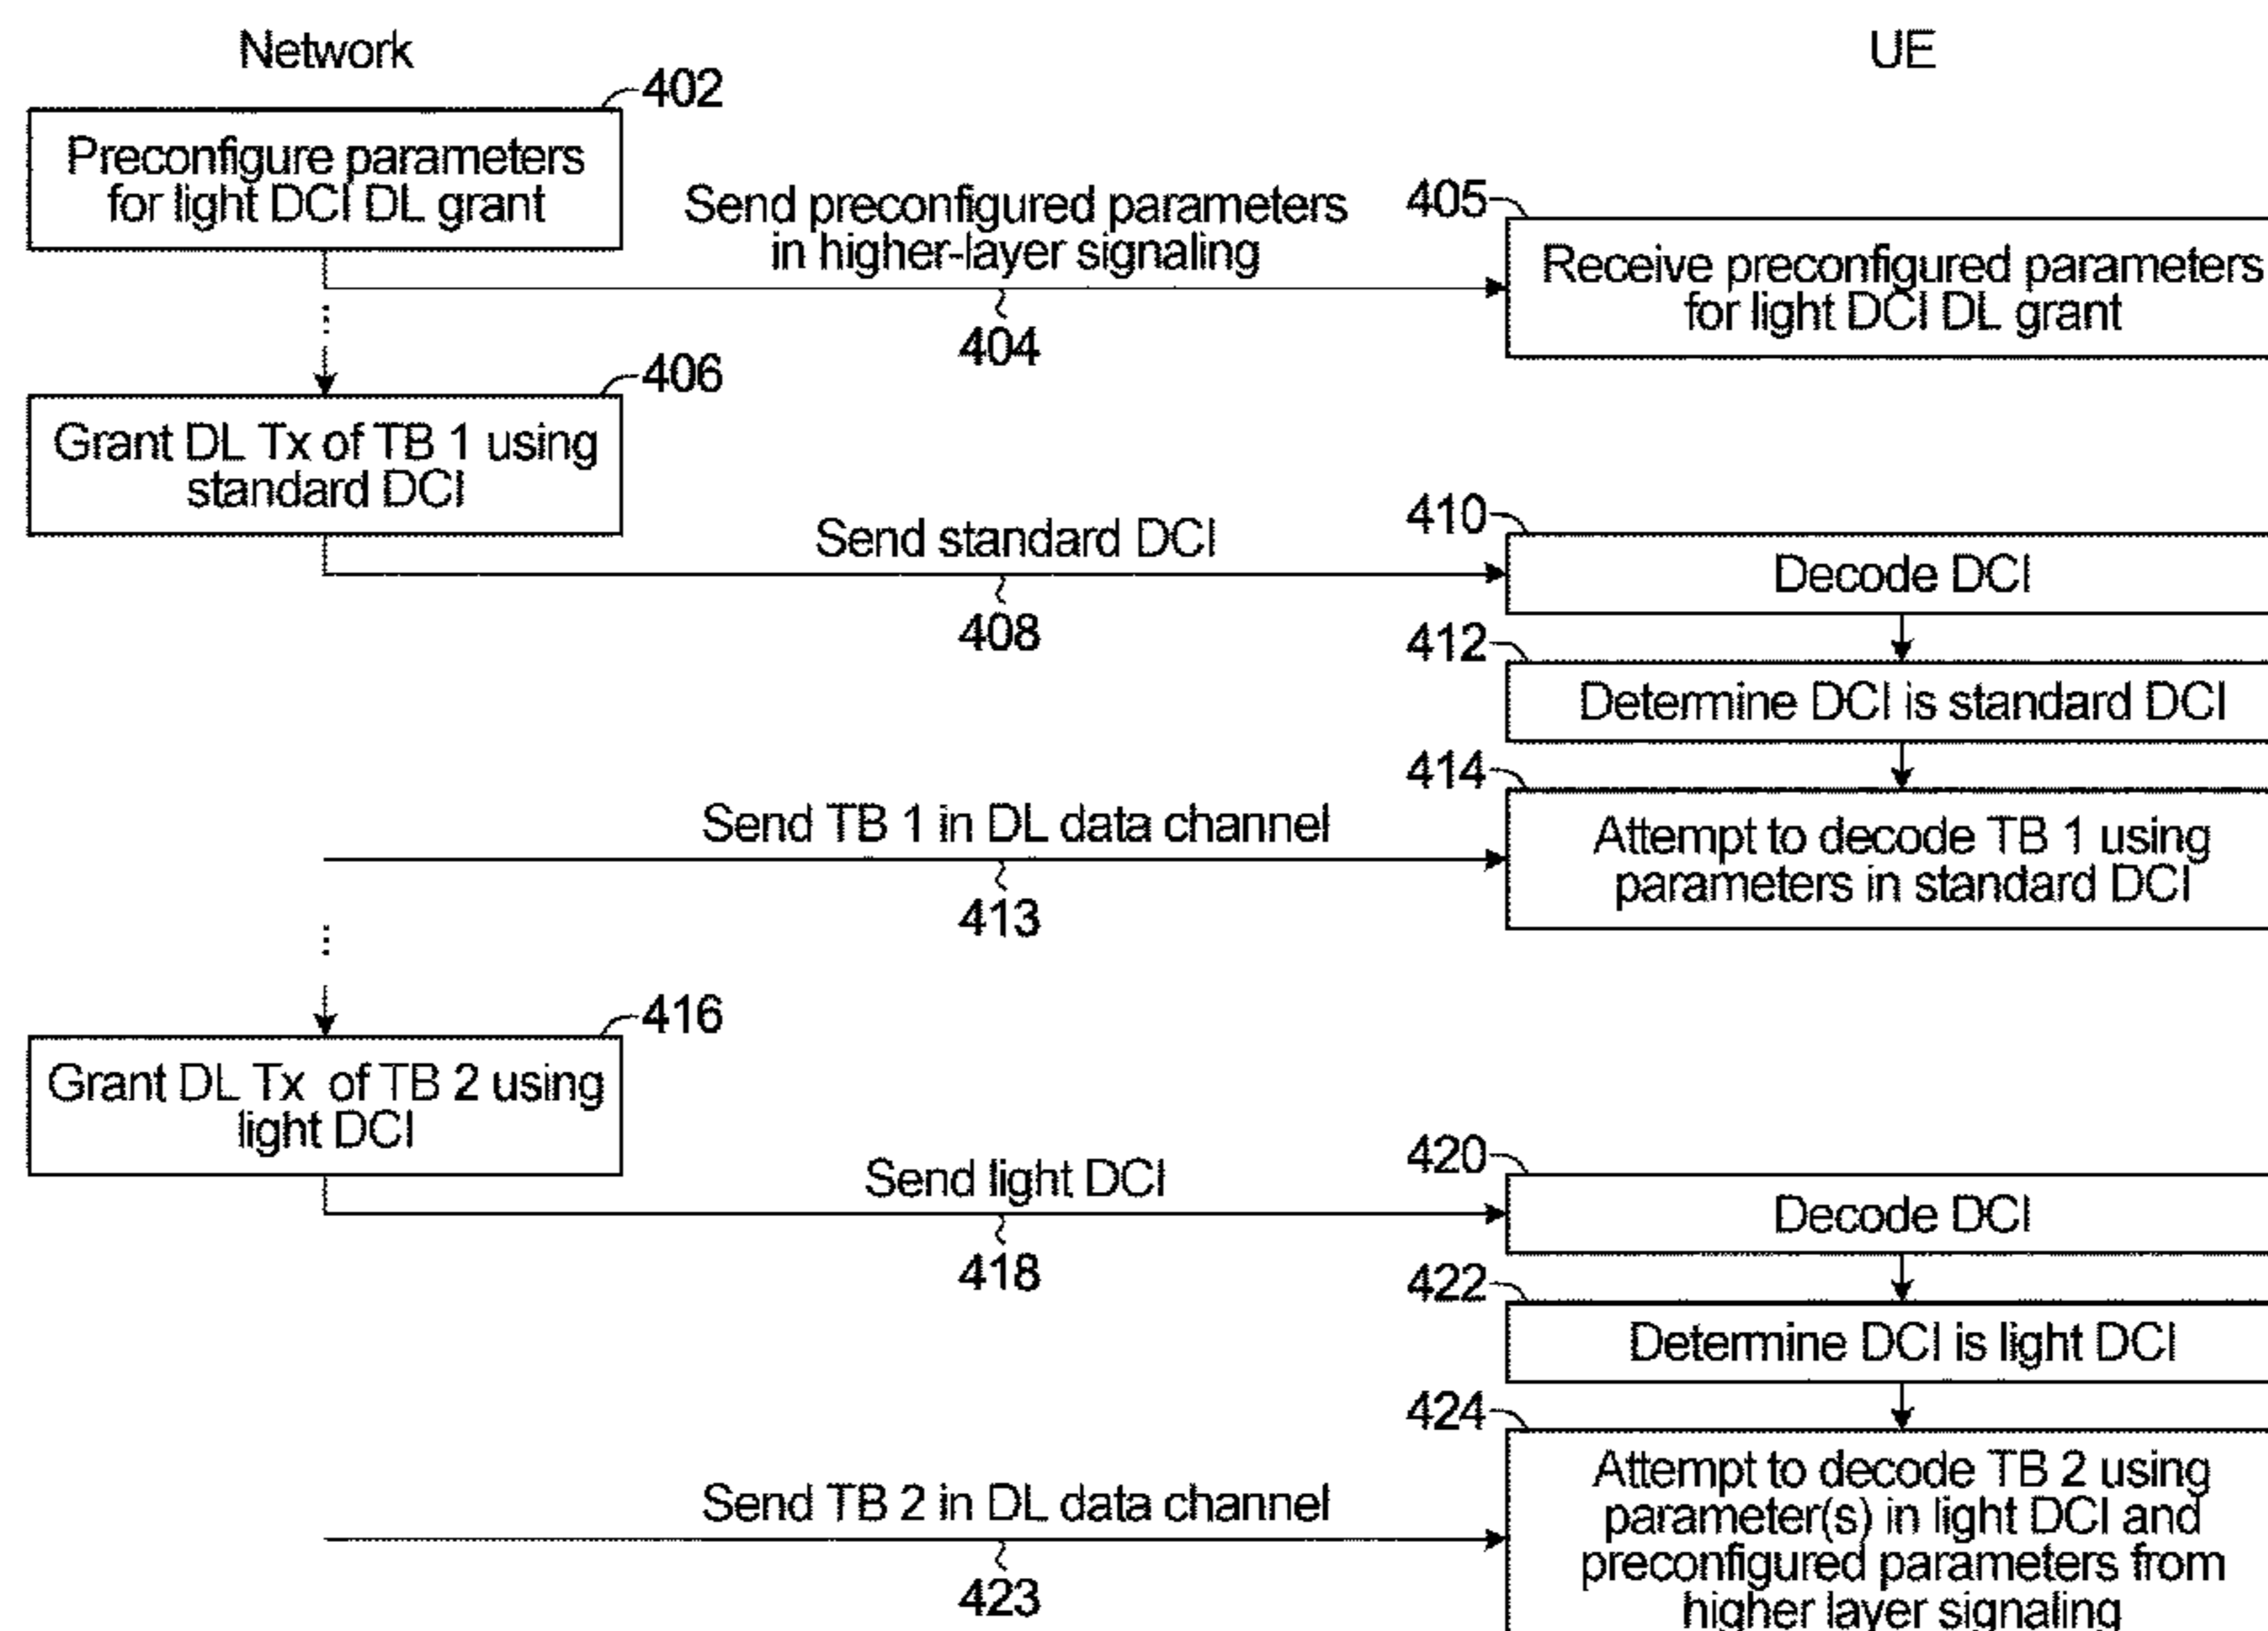 Network
UE
402
Preconfigure parameters
for light DCI DL grant
Send preconfigured parameters
in higher-layer signaling
404
405
Receive preconfigured parameters
for light DCI DL grant
406
Grant DL Tx of TB 1 using
standard DCI
Send standard DCI
408
410
Decode DCI
412
Determine DCI is standard DCI
414
Send TB 1 in DL data channel
413
Attempt to decode TB 1 using
parameters in standard DCI
416
Grant DL Tx of TB 2 using
light DCI
Send light DCI
418
420
Decode DCI
422
Determine DCI is light DCI
424
Send TB 2 in DL data channel
423
Attempt to decode TB 2 using
parameter(s) in light DCI and
preconfigured parameters from
higher layer signaling